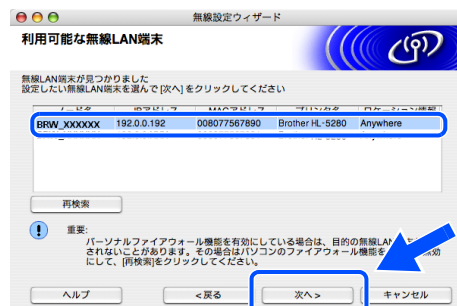 無線設定ウィザード
利用可能な無線LAN端末
無線LAN端末が見つかりました
設定したい無線LAN端末を選んで [次へ] をクリックしてください
BRW_XXXXXX 192.0.0.192 008077567890 Brother HL-5280 Anywhere
再検索
重要:
パーソナルファイアウォール機能を有効にしている場合は、目的の無線LAN
されないことがあります。その場合はパソコンのファイアウォール機能を
にして、[再検索]をクリックしてください。
ヘルプ
<戻る
次へ >
キャンセル